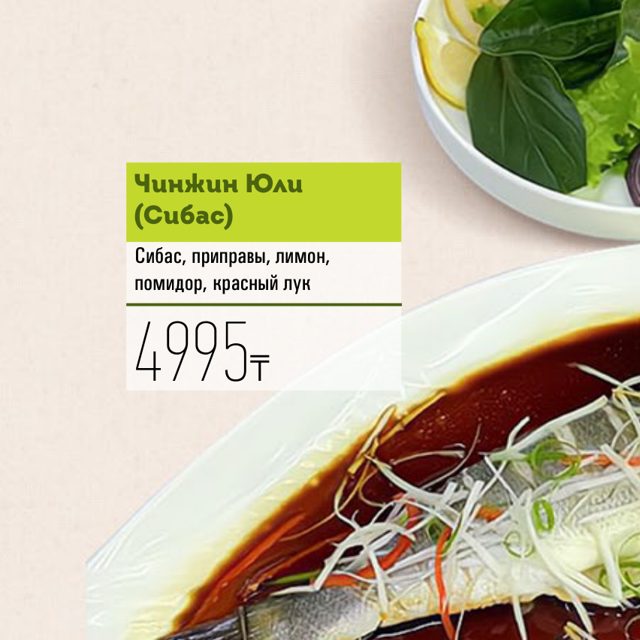 Чинжин Юли
(Сибас)
Сибас, приправы, лимон,
помидор, красный лук
4995₸